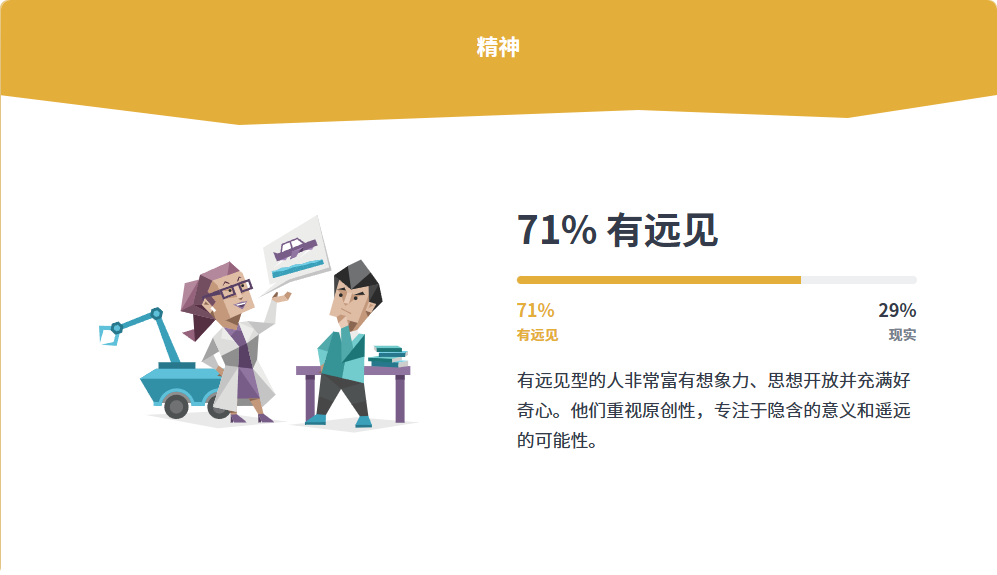 精神
71% 有远见
71% 29%
有远见 现实
有远见型的人非常富有想象力、思想开放并充满好
奇心。他们重视原创性，专注于隐含的意义和遥远
的可能性。